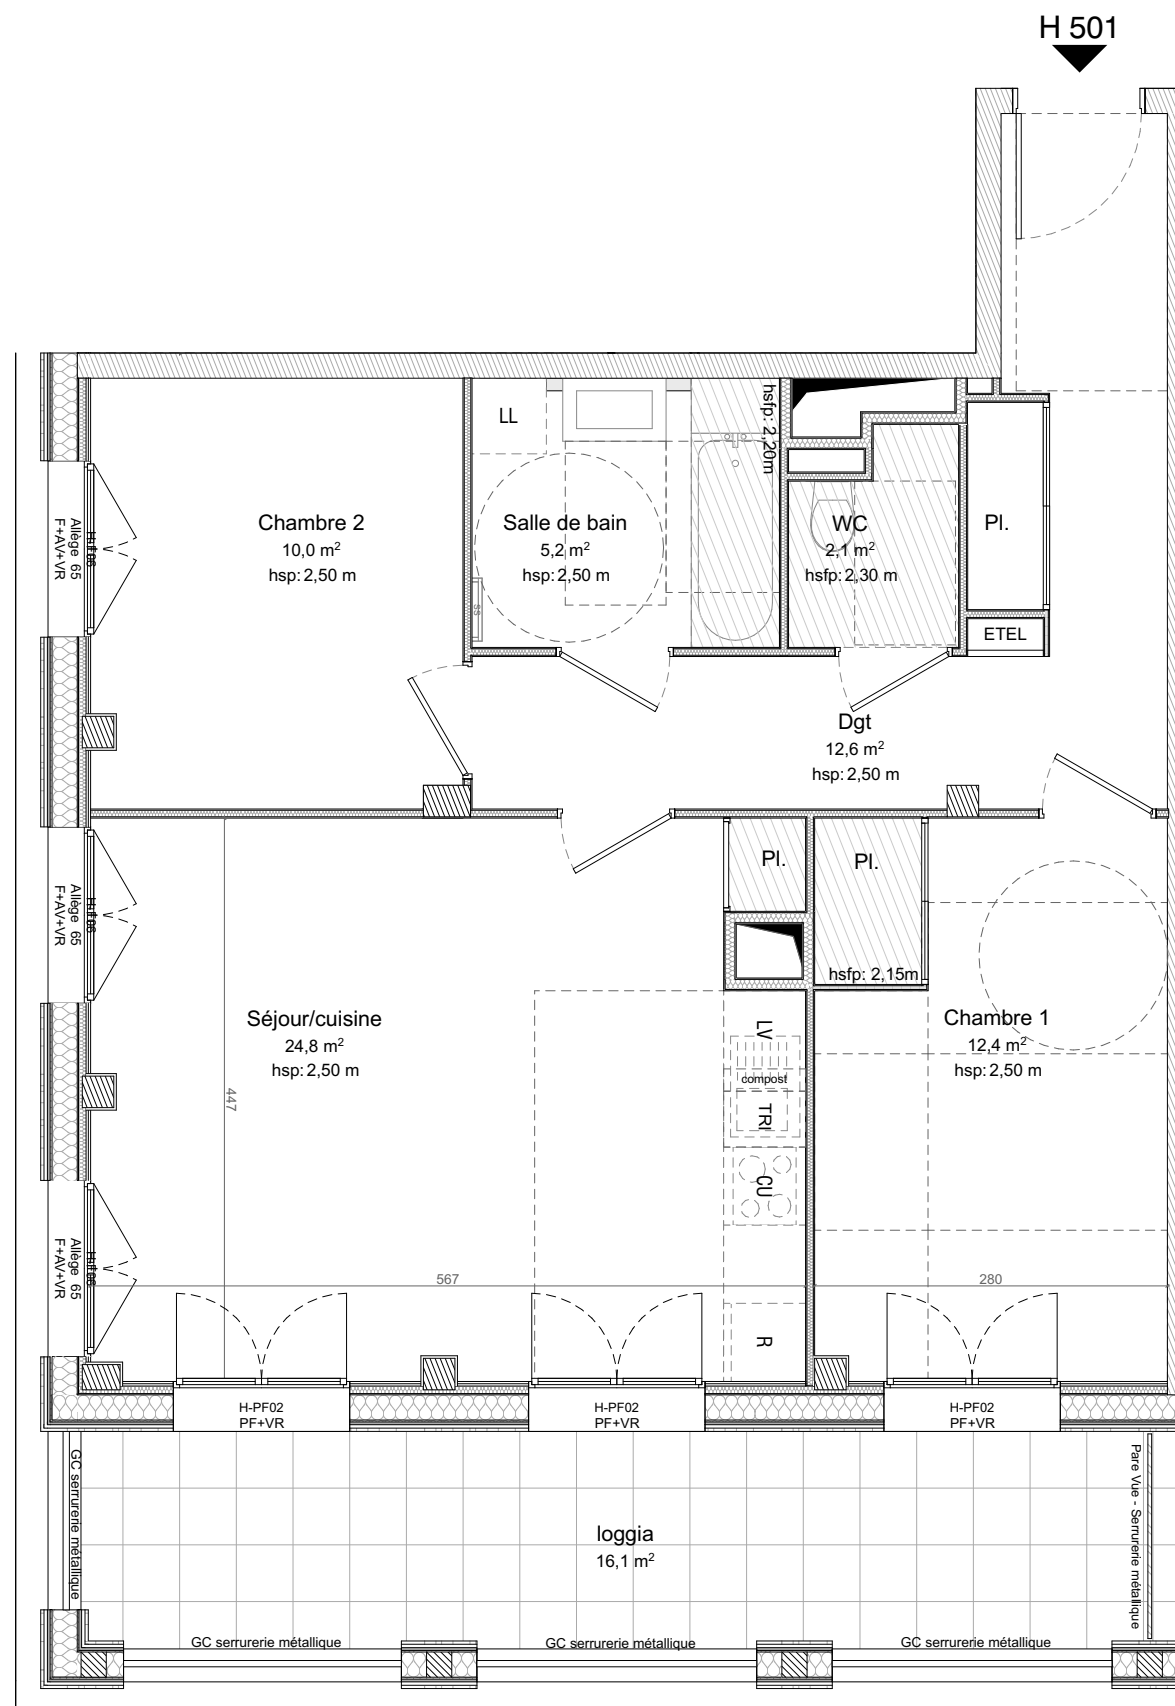 H 501
LL
hsfp: 2,20m
Chambre 2
10,0 m²
hsp: 2,50 m
Salle de bain
5,2 m²
hsp: 2,50 m
WC
2,1 m²
hsfp: 2,30 m
Pl.
ETEL
SS
Allège 65
F+AV+VR
Dgt
12,6 m²
hsp: 2,50 m
Pl.
Pl.
hsfp: 2,15m
Allège 65
F+AV+VR
Séjour/cuisine
24,8 m²
hsp: 2,50 m
Chambre 1
12,4 m²
hsp: 2,50 m
LV
compost
TRI
CU
R
447
567
280
Allège 65
F+AV+VR
H-PF02
PF+VR
H-PF02
PF+VR
H-PF02
PF+VR
GC serrurerie métallique
Pare Vue - Serrurerie métallique
loggia
16,1 m²
GC serrurerie métallique
GC serrurerie métallique
GC serrurerie métallique